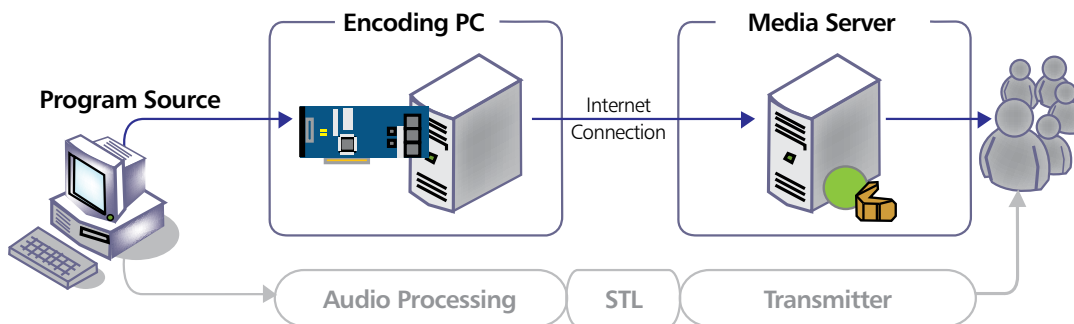 Encoding PC
Media Server
Program Source
Internet
Connection
Audio Processing
STL
Transmitter